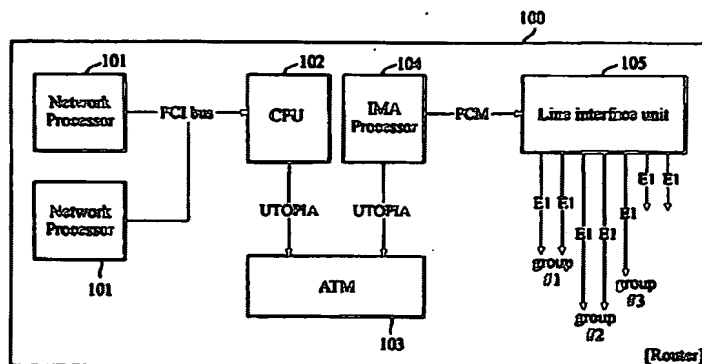 100
101
Network
Processor
PCI bus
102
CPU
104
IMA
Processor
PCM
105
Line interface unit
Network
Processor
101
UTOPIA
UTOPIA
ATM
103
E1
E1
E1
E1
E1
E1
E1
group
#1
group
#2
group
#3
[Router]